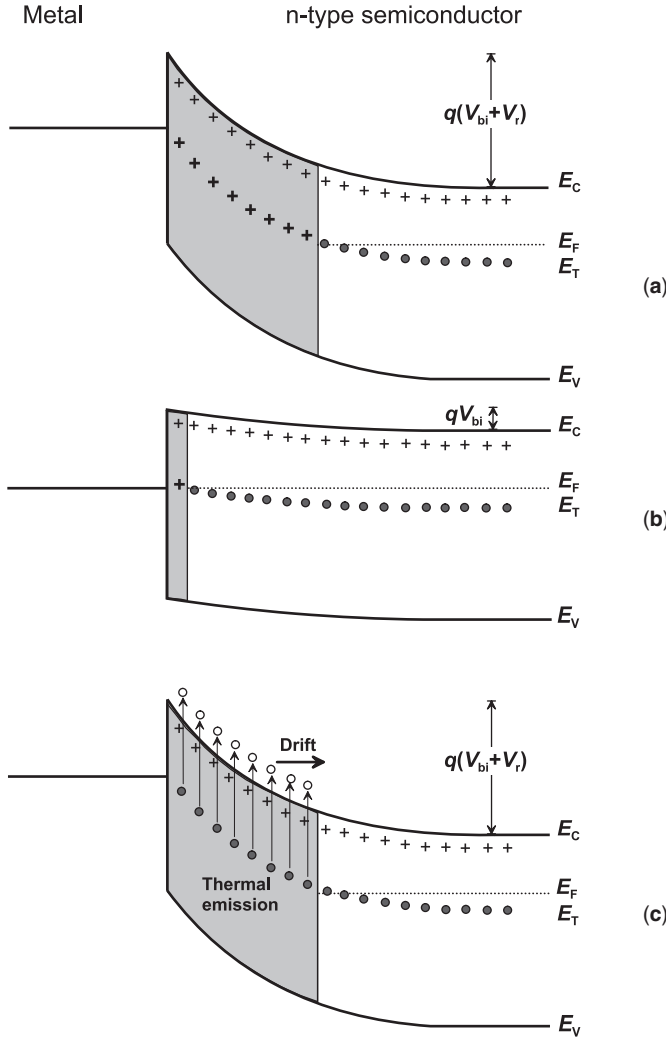 Metal n-type semiconductor
q(Vbi+Vr)
EC
EF
ET
(a)
EV
qVbi
EC
EF
ET
(b)
EV
Drift
q(Vbi+Vr)
EC
Thermal
emission
EF
ET
(c)
EV